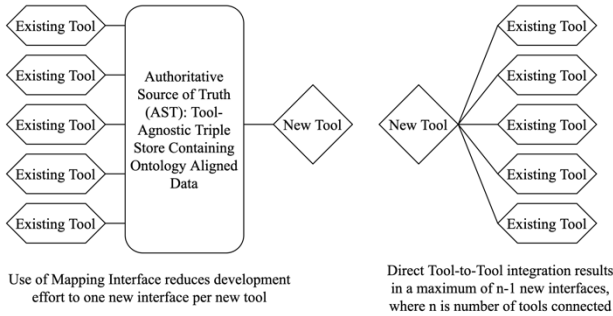 Existing Tool
Existing Tool
Existing Tool
Existing Tool
Existing Tool
Authoritative
Source of Truth
(AST): Tool-
Agnostic Triple
Store Containing
Ontology Aligned
Data
New Tool
Use of Mapping Interface reduces development
effort to one new interface per new tool
New Tool
Existing Tool
Existing Tool
Existing Tool
Existing Tool
Existing Tool
Direct Tool-to-Tool integration results
in a maximum of n-1 new interfaces,
where n is number of tools connected